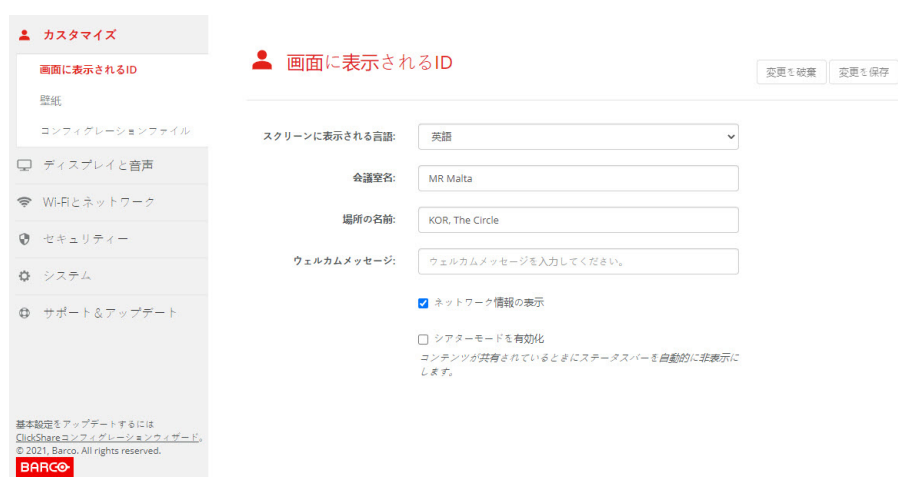 カスタマイズ
画面に表示されるID
壁紙
コンフィグレーションファイル
ディスプレイと音声
Wi-Fiとネットワーク
セキュリティー
システム
サポート＆アップデート
基本設定をアップデートするには
ClickShareコンフィグレーションウィザード。
© 2021, Barco. All rights reserved.
BARCO
画面に表示されるID
変更を破棄
変更を保存
スクリーンに表示される言語:
英語
会議室名:
MR Malta
場所の名前:
KOR, The Circle
ウェルカムメッセージ:
ウェルカムメッセージを入力してください。
ネットワーク情報の表示
シアターモードを有効化
コンテンツが共有されているときにステータスバーを自動的に非表示に
します。